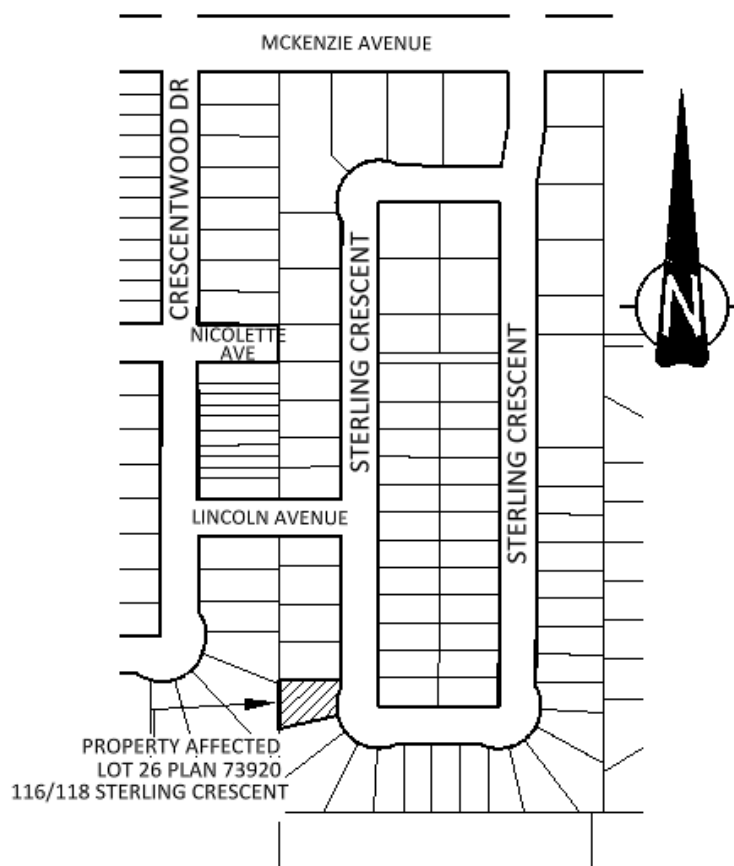 MCKENZIE AVENUE
CRESCENTWOOD DR
NICOLETTE
AVE
STERLING CRESCENT
STERLING CRESCENT
N
LINCOLN AVENUE
PROPERTY AFFECTED
LOT 26 PLAN 73920
116/118 STERLING CRESCENT